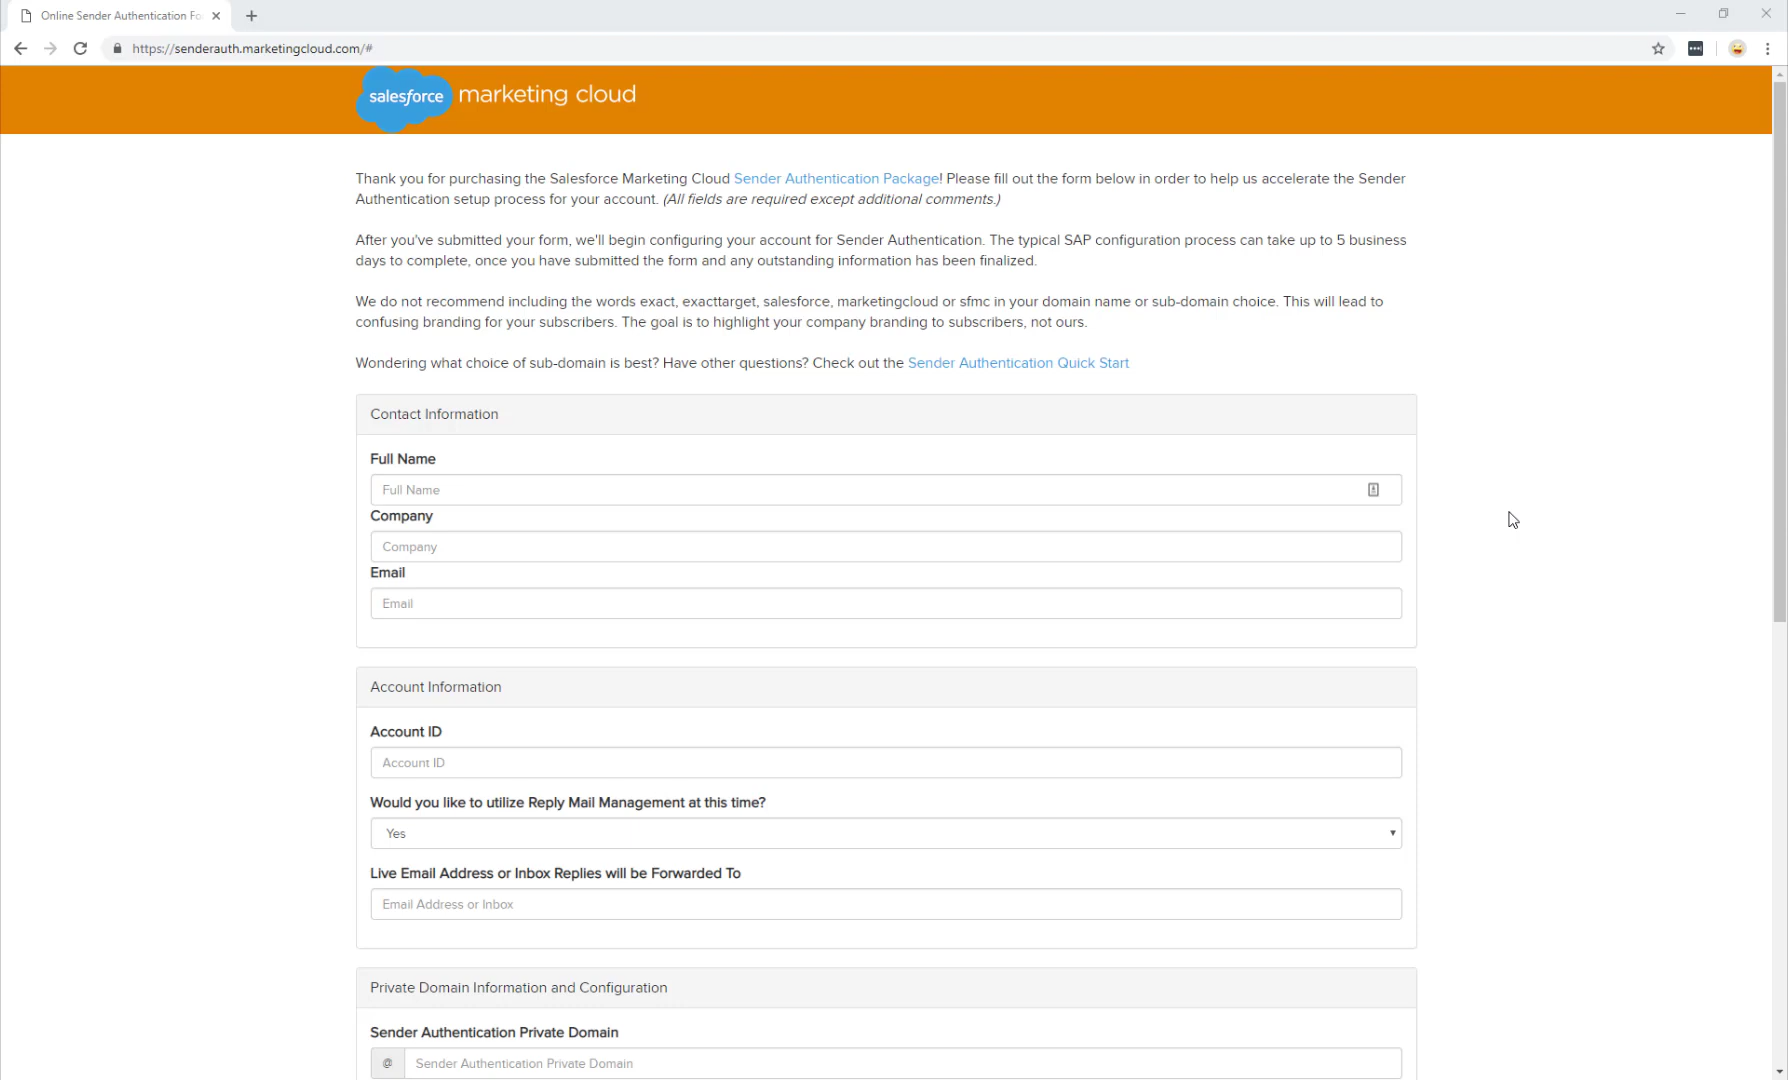 Online Sender Authentication Fo
https://senderauth.marketingcloud.com/#
salesforce marketing cloud
Thank you for purchasing the Salesforce Marketing Cloud Sender Authentication Package! Please fill out the form below in order to help us accelerate the Sender
Authentication setup process for your account. (All fields are required except additional comments.)
After you've submitted your form, we'll begin configuring your account for Sender Authentication. The typical SAP configuration process can take up to 5 business
days to complete, once you have submitted the form and any outstanding information has been finalized.
We do not recommend including the words exact, exacttarget, salesforce, marketingcloud or sfmc in your domain name or sub-domain choice. This will lead to
confusing branding for your subscribers. The goal is to highlight your company branding to subscribers, not ours.
Wondering what choice of sub-domain is best? Have other questions? Check out the Sender Authentication Quick Start
Contact Information
Full Name
Full Name
Company
Company
Email
Email
Account Information
Account ID
Account ID
Would you like to utilize Reply Mail Management at this time?
Yes
Live Email Address or Inbox Replies will be Forwarded To
Email Address or Inbox
Private Domain Information and Configuration
Sender Authentication Private Domain
@ Sender Authentication Private Domain